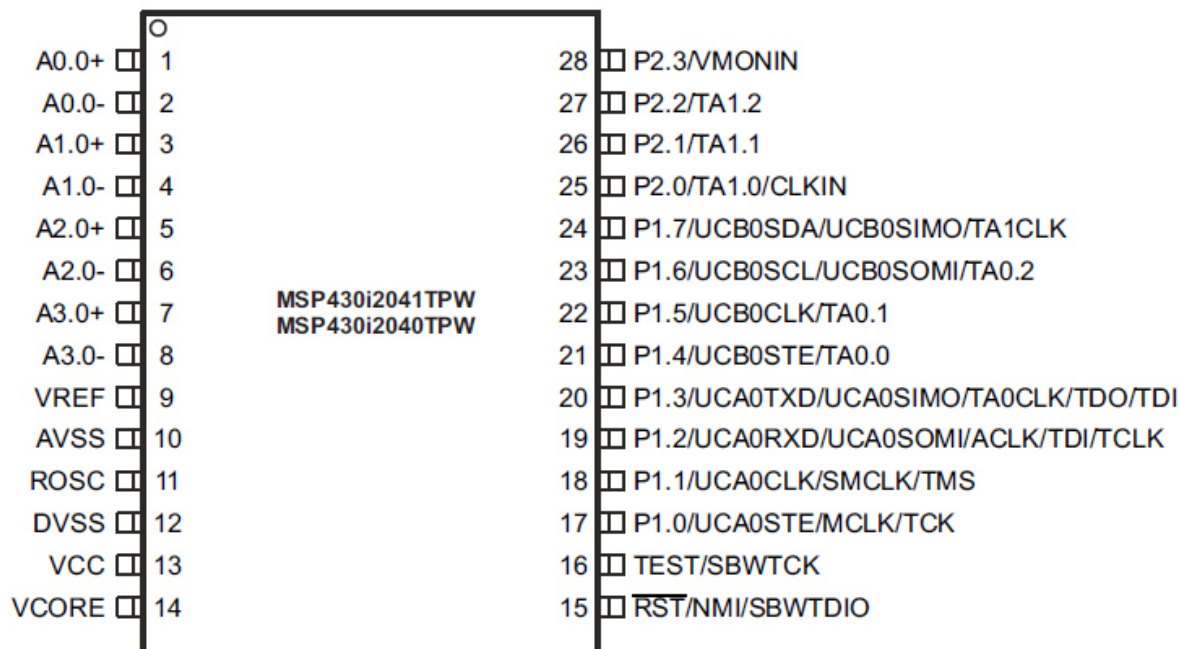 A0.0+ 1 28 P2.3/VMONIN
A0.0- 2 27 P2.2/TA1.2
A1.0+ 3 26 P2.1/TA1.1
A1.0- 4 25 P2.0/TA1.0/CLKIN
A2.0+ 5 24 P1.7/UCB0SDA/UCB0SIMO/TA1CLK
A2.0- 6 23 P1.6/UCB0SCL/UCB0SOMI/TA0.2
MSP430i2041TPW
A3.0+ 7 22 P1.5/UCB0CLK/TA0.1
MSP430i2040TPW
A3.0- 8 21 P1.4/UCB0STE/TA0.0
VREF 9 20 P1.3/UCA0TXD/UCA0SIMO/TA0CLK/TDO/TDI
AVSS 10 19 P1.2/UCA0RXD/UCA0SOMI/ACLK/TDI/TCLK
ROSC 11 18 P1.1/UCA0CLK/SMCLK/TMS
DVSS 12 17 P1.0/UCA0STE/MCLK/TCK
VCC 13 16 TEST/SBWTCK
VCORE 14 15 RST/NMI/SBWTDIO